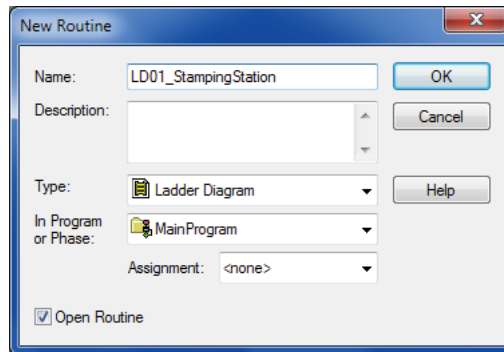 New Routine
Name: LD01_StampingStation OK
Description: Cancel
Type: Ladder Diagram Help
In Program
or Phase: MainProgram
Assignment: <none>
Open Routine